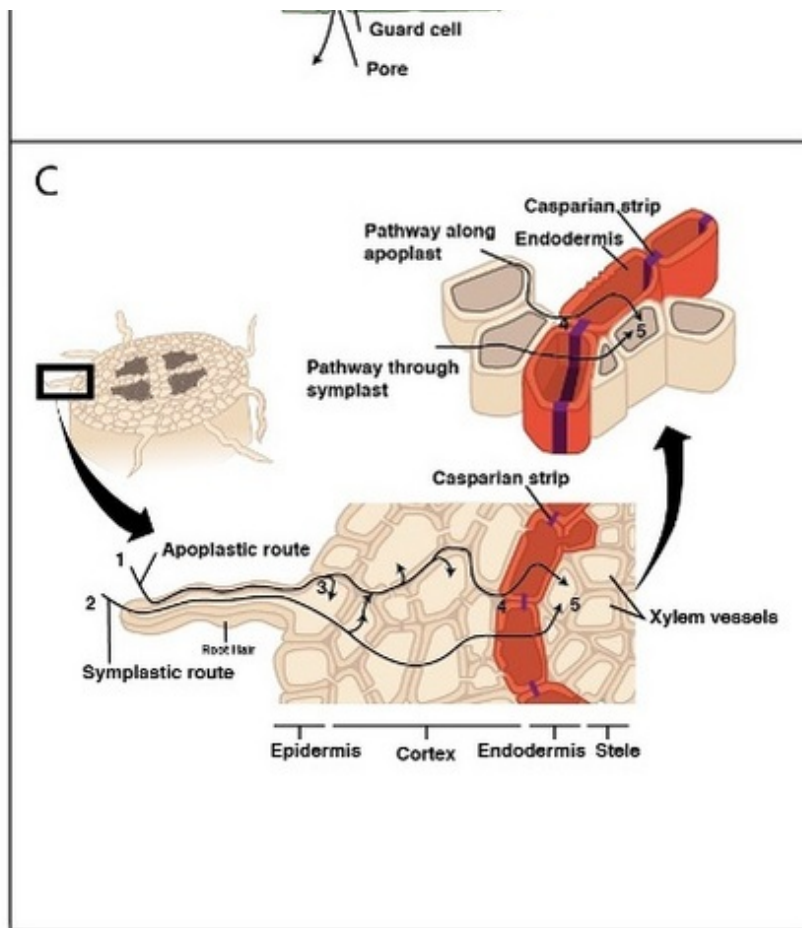 Guard cell
Pore
C
Casparian strip
Pathway along
apoplast
Endodermis
4
5
Pathway through
symplast
Casparian strip
1
Apoplastic route
2
3
4
5
Xylem vessels
Root Hair
Symplastic route
Epidermis
Cortex
Endodermis
Stele